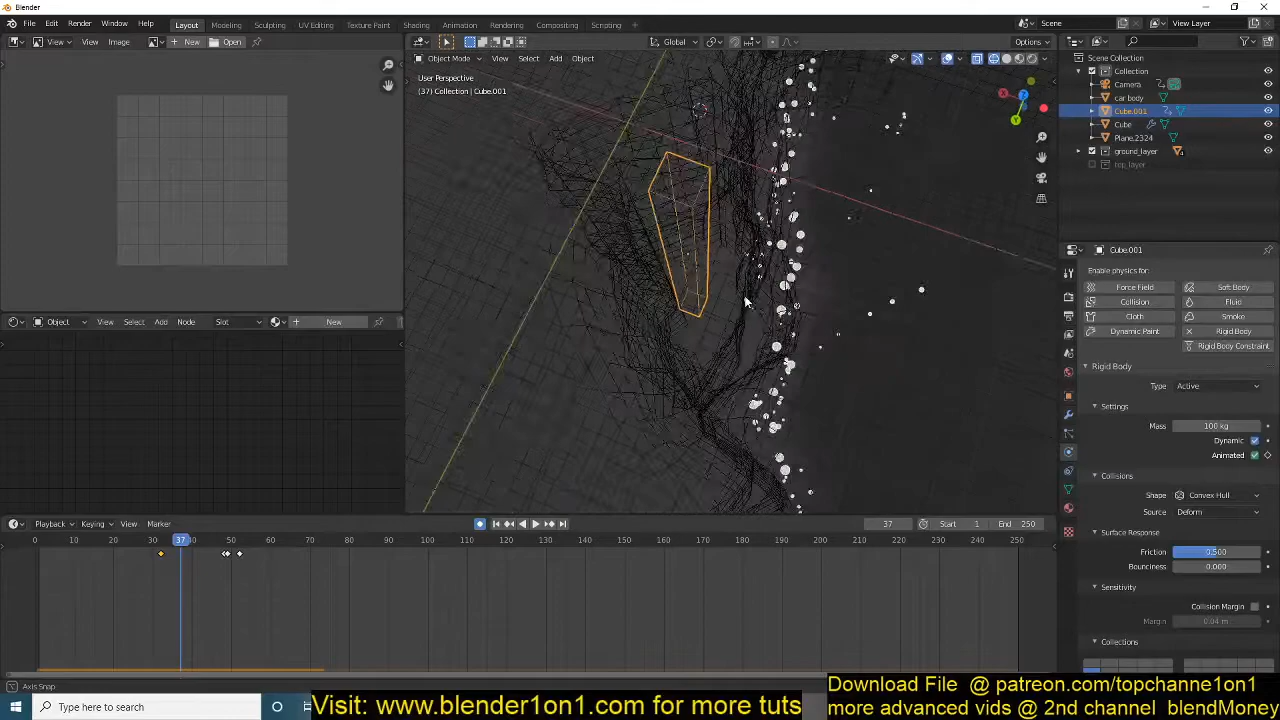 Blender
File Edit Render Window Help Layout Modeling Sculpting UV Editing Texture Paint Shading Animation Rendering Compositing Scripting + Scene View Layer
View View Image New Open Global Options
Object Mode View Select Add Object
User Perspective
(37) Collection | Cube.001
Scene Collection
Collection
Camera
car body
Cube.001
Cube
Plane.2324
ground_layer
top_layer
X
Y
Z
Cube.001
Enable physics for:
Force Field Soft Body
Collision Fluid
Cloth Smoke
Dynamic Paint Rigid Body
Rigid Body Constraint
Rigid Body
Type Active
Settings
Mass 100 kg
Dynamic
Animated
Collisions
Shape Convex Hull
Source Deform
Surface Response
Friction 0.500
Bounciness 0.000
Sensitivity
Collision Margin
Margin 0.04 m
Collections
Object View Select Add Node Slot New
Playback Keying View Marker 37 Start 1 End 250
0 10 20 30 37 40 50 60 70 80 90 100 110 120 130 140 150 160 170 180 190 200 210 220 230 240 250
Axis Snap
Type here to search
Visit: www.blender1on1.com for more tuts
Download File @ patreon.com/topchanne1on1
more advanced vids @ 2nd channel blendMoney